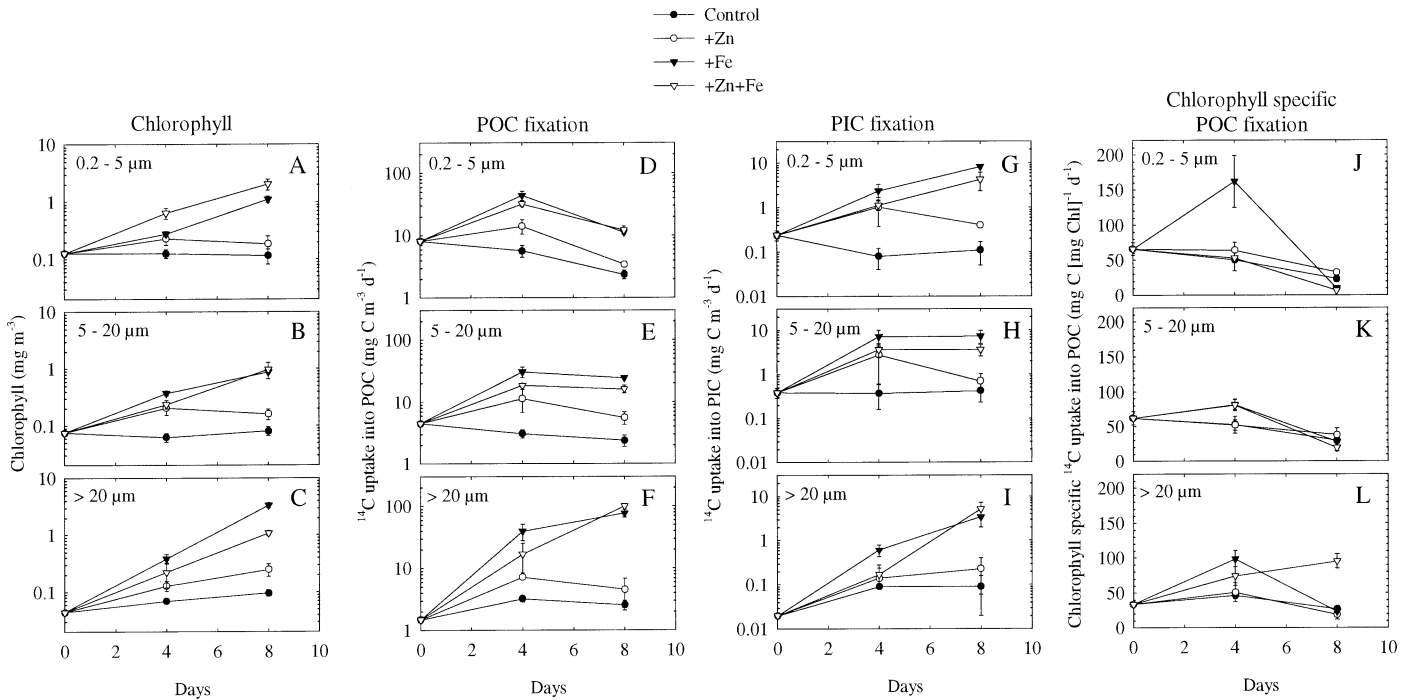 Control
+Zn
+Fe
+Zn+Fe
Chlorophyll
POC fixation
PIC fixation
Chlorophyll specific
POC fixation
Chlorophyll (mg m-3)
10
0.2 - 5 µm
A
1
0.1
5 - 20 µm
B
10
1
0.1
> 20 µm
C
10
1
0.1
0 2 4 6 8 10
Days
14C uptake into POC (mg C m-3 d-1)
0.2 - 5 µm
D
100
10
1
5 - 20 µm
E
100
10
1
> 20 µm
F
100
10
1
0 2 4 6 8 10
Days
14C uptake into PIC (mg C m-3 d-1)
0.2 - 5 µm
G
10
1
0.1
0.01
5 - 20 µm
H
10
1
0.1
0.01
> 20 µm
I
10
1
0.1
0.01
0 2 4 6 8 10
Days
Chlorophyll specific 14C uptake into POC (mg C [mg Chl]-1 d-1)
0.2 - 5 µm
J
200
150
100
50
0
5 - 20 µm
K
200
150
100
50
0
> 20 µm
L
200
150
100
50
0
0 2 4 6 8 10
Days